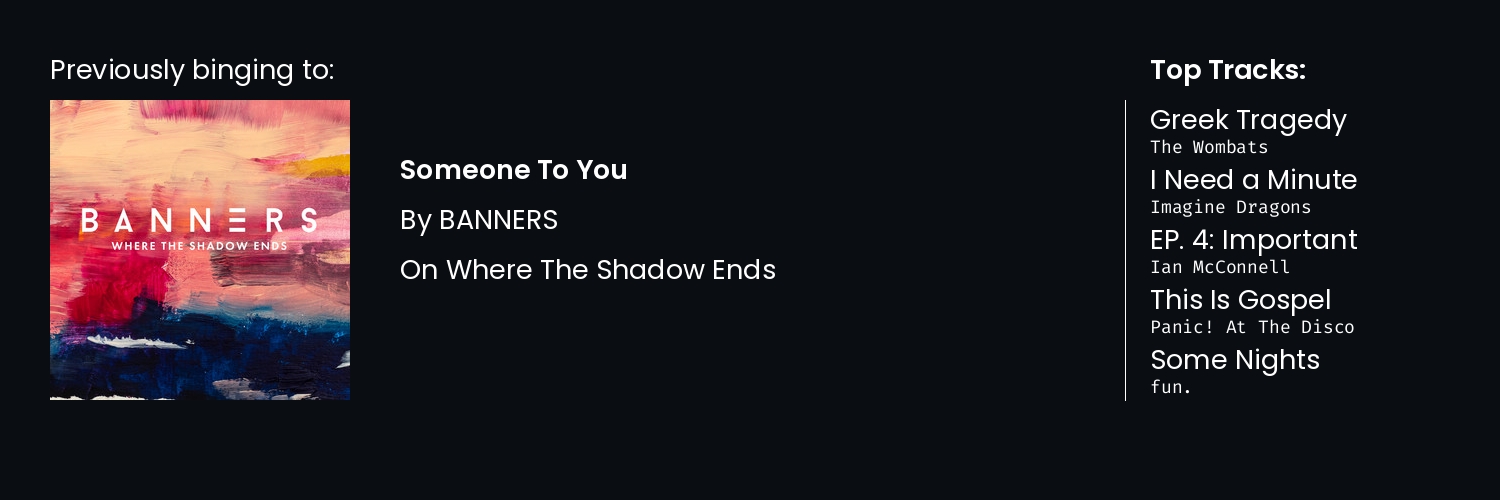 Previously binging to:
BANNERS
WHERE THE SHADOW ENDS
Someone To You
By BANNERS
On Where The Shadow Ends
Top Tracks:
Greek Tragedy
The Wombats
I Need a Minute
Imagine Dragons
EP. 4: Important
Ian McConnell
This Is Gospel
Panic! At The Disco
Some Nights
fun.